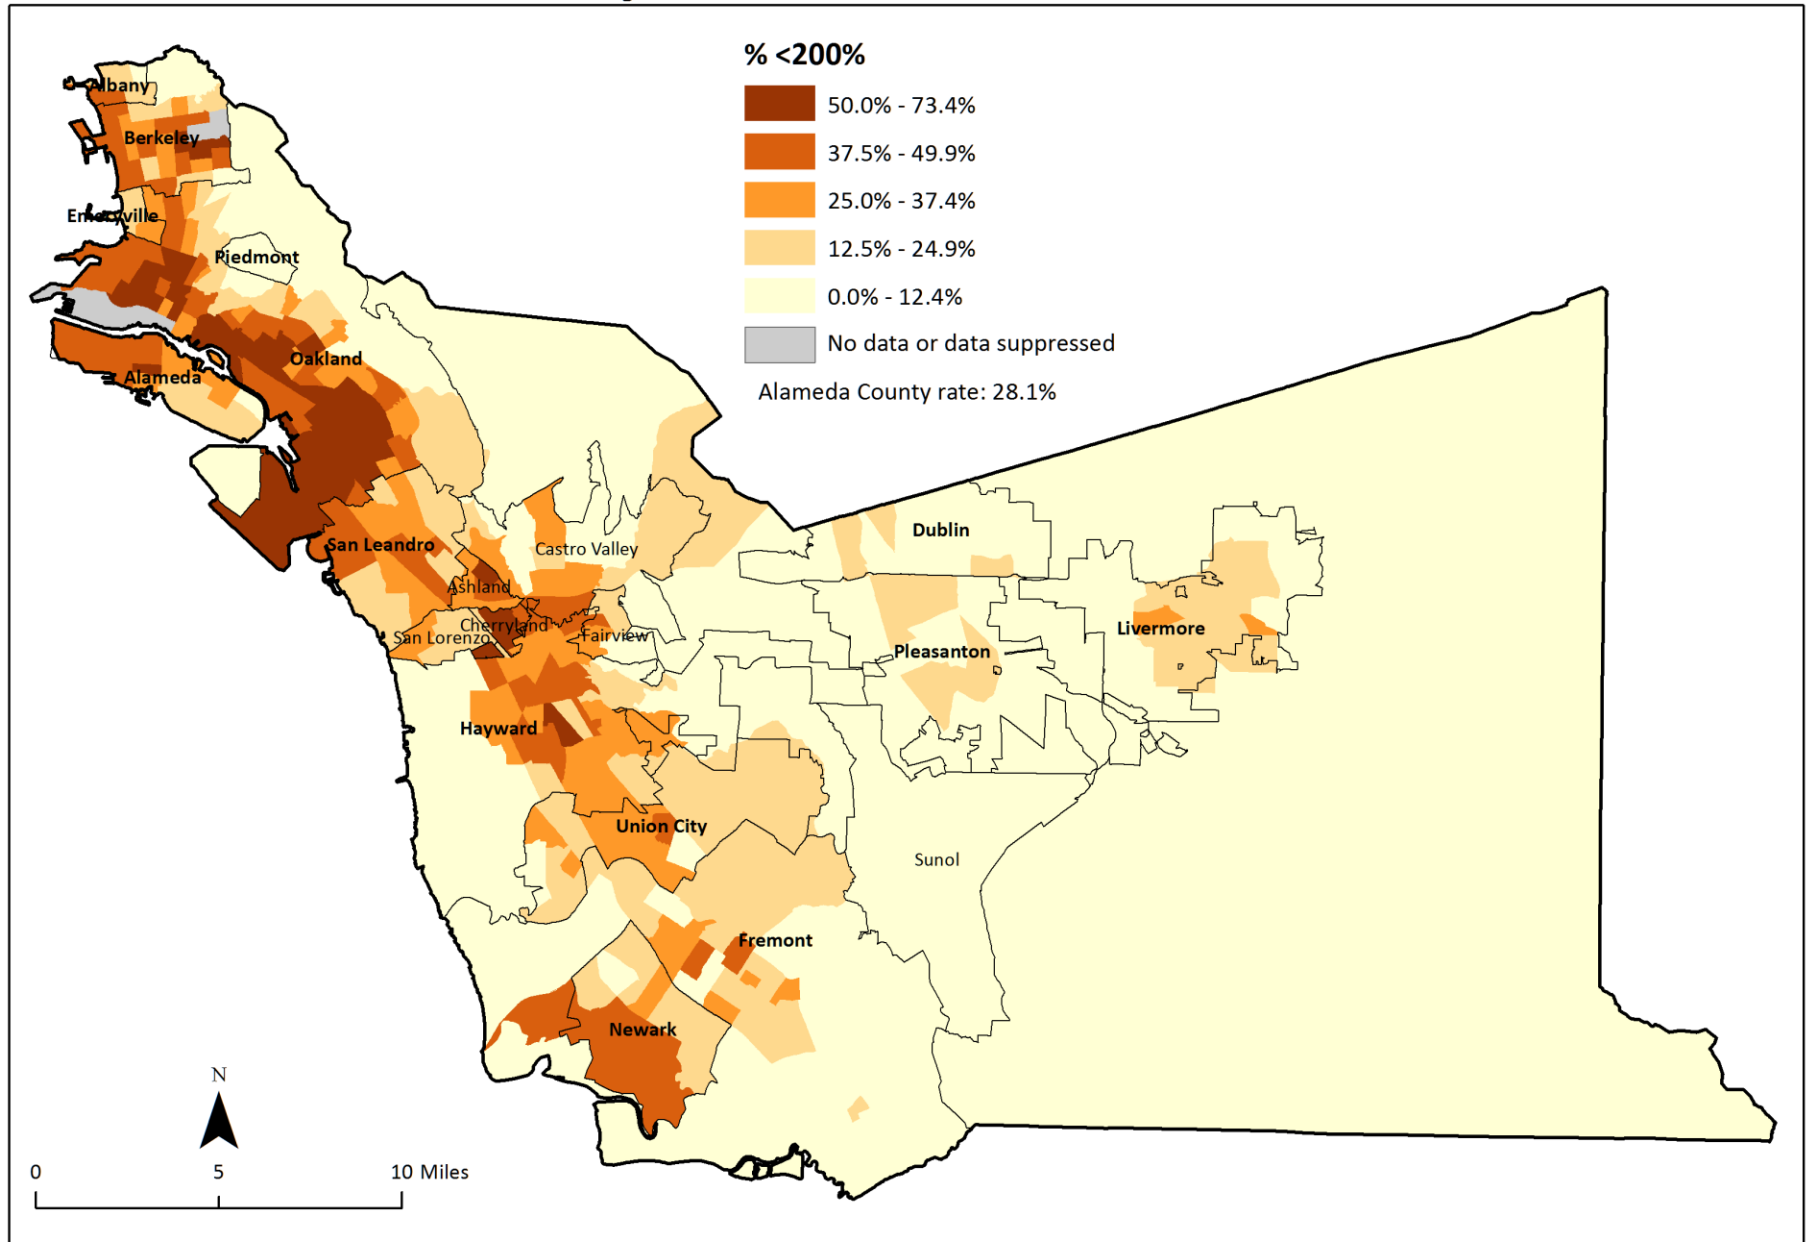 % <200%
50.0% - 73.4%
37.5% - 49.9%
25.0% - 37.4%
12.5% - 24.9%
0.0% - 12.4%
No data or data suppressed
Alameda County rate: 28.1%
Albany
Berkeley
Emeryville
Piedmont
Oakland
Alameda
San Leandro
Castro Valley
Dublin
Ashland
Cherryland
San Lorenzo
Fairview
Livermore
Pleasanton
Hayward
Union City
Sunol
Fremont
Newark
N
0 5 10 Miles